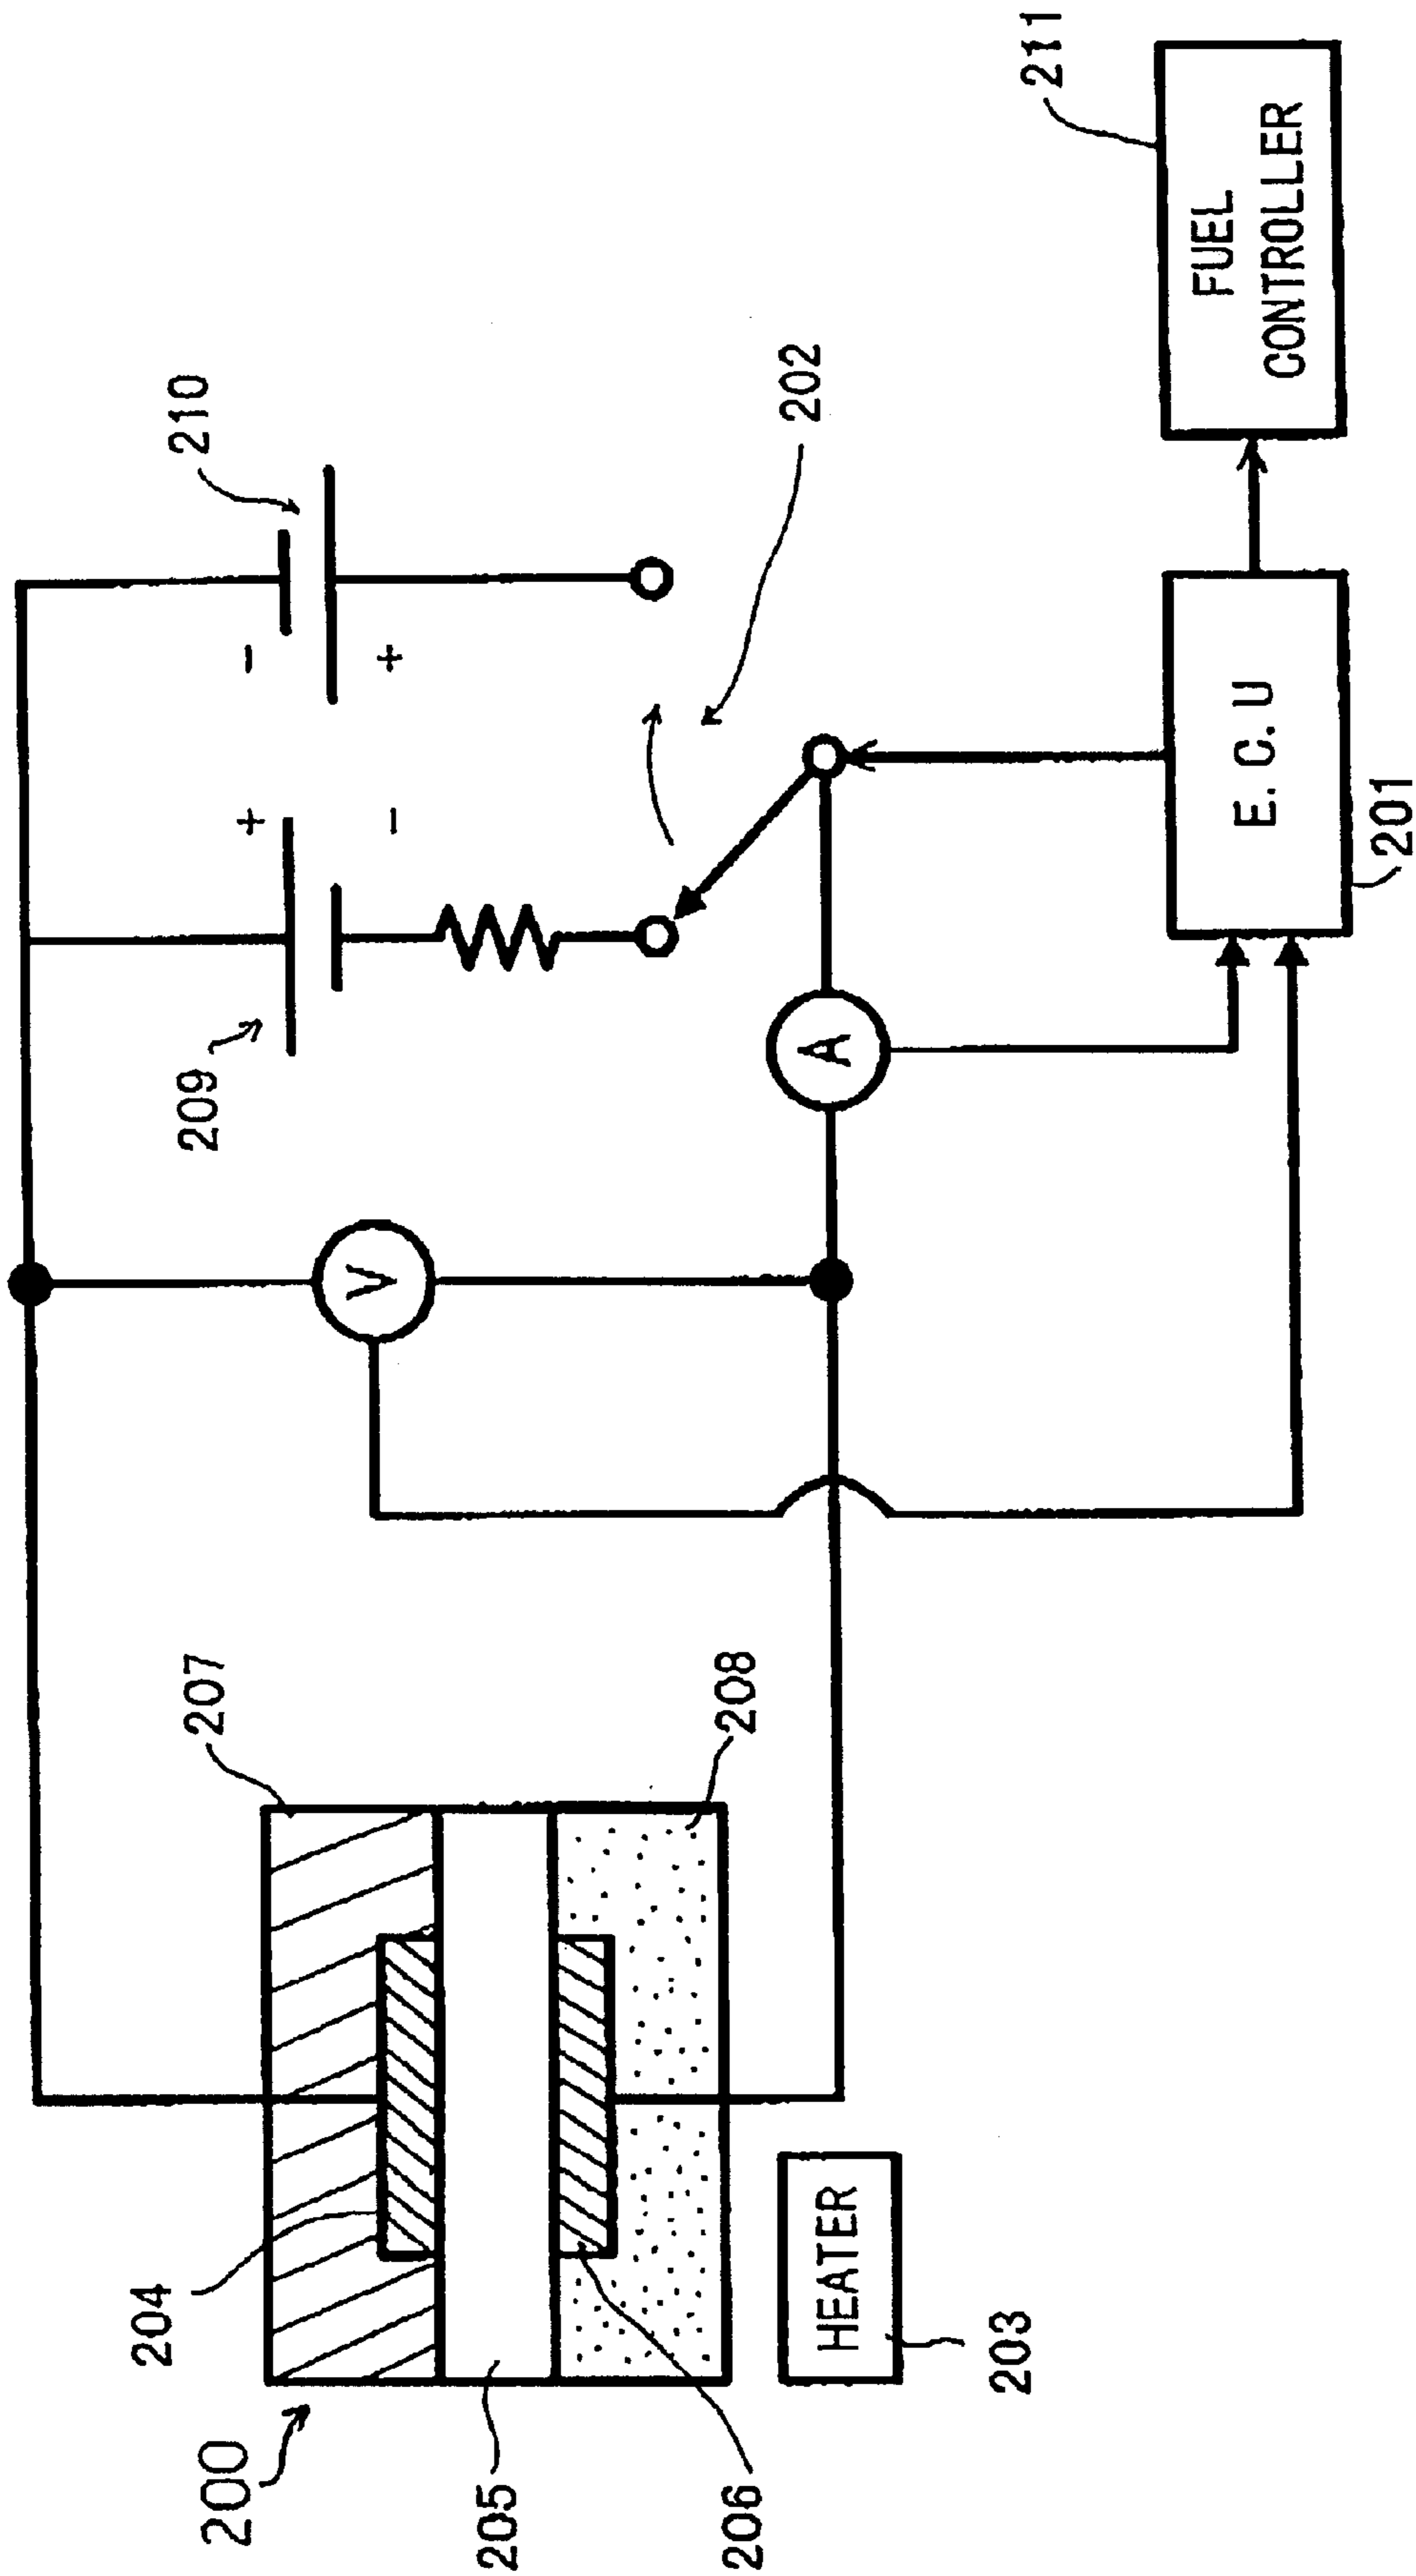 211
FUEL
CONTROLLER
210
202
-
+
+
-
209
A
E. C. U
201
V
207
208
204
200
205
206
HEATER
203